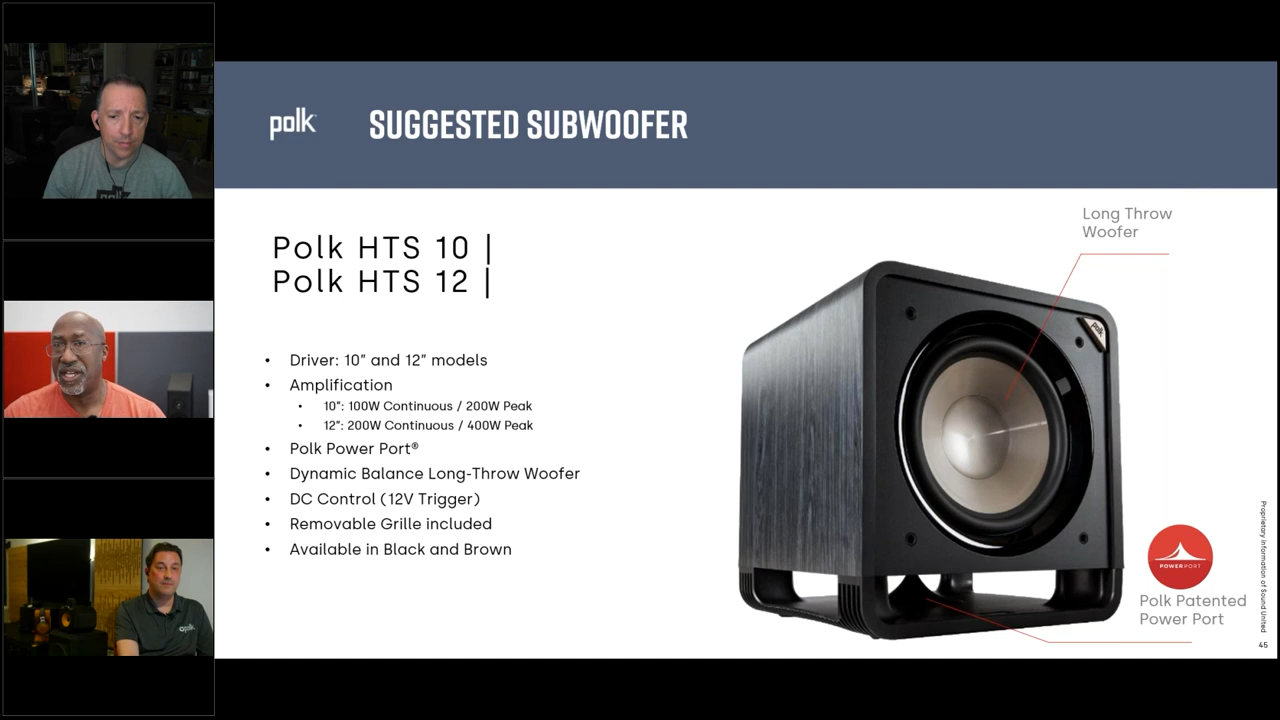 polk
SUGGESTED SUBWOOFER
Polk HTS 10 |
Polk HTS 12 |
• Driver: 10” and 12” models
• Amplification
• 10”: 100W Continuous / 200W Peak
• 12”: 200W Continuous / 400W Peak
• Polk Power Port®
• Dynamic Balance Long-Throw Woofer
• DC Control (12V Trigger)
• Removable Grille included
• Available in Black and Brown
Long Throw
Woofer
polk
POWERPORT
Polk Patented
Power Port
Proprietary information of Sound United
45
polk
polk